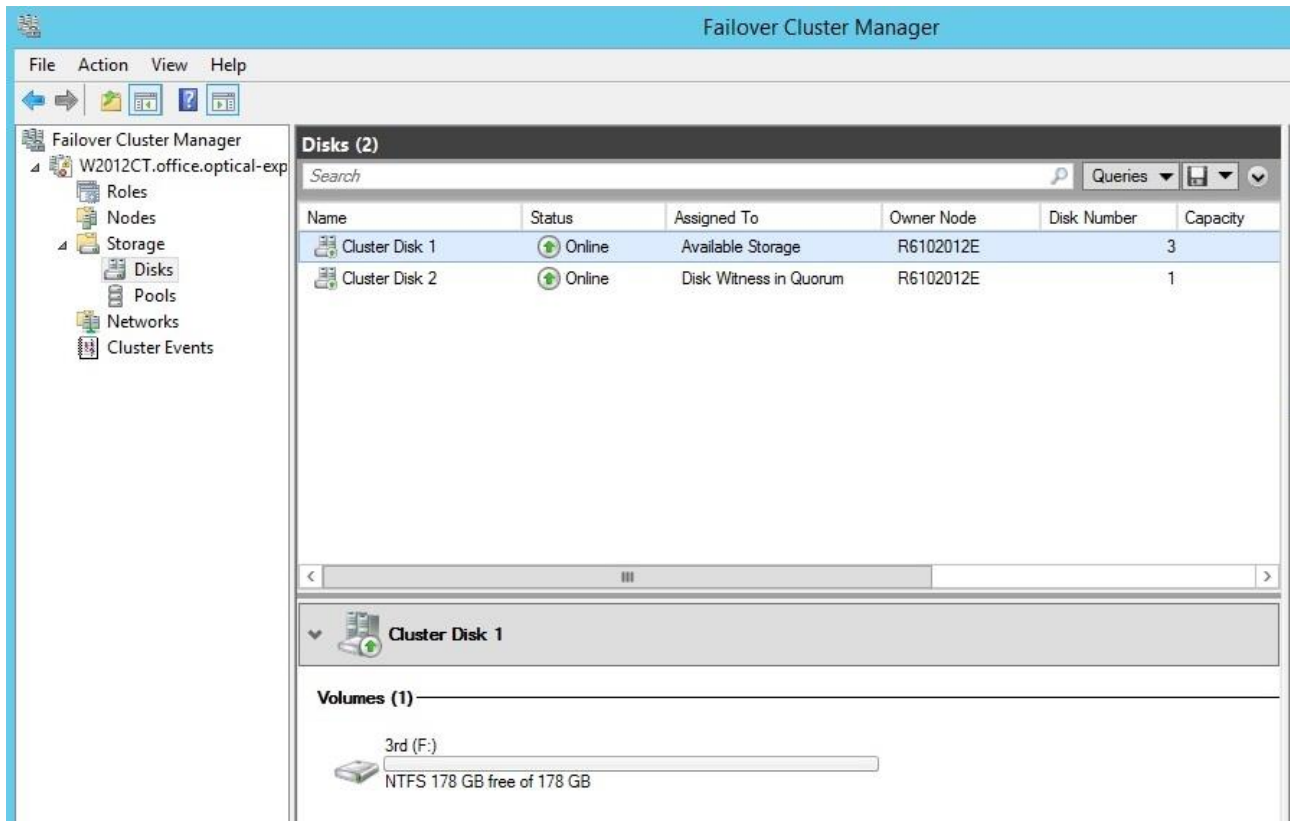 Failover Cluster Manager
File Action View Help
Failover Cluster Manager
W2012CT.office.optical-exp
Roles
Nodes
Storage
Disks
Pools
Networks
Cluster Events
Disks (2)
Search
Queries
Name Status Assigned To Owner Node Disk Number Capacity
Cluster Disk 1 Online Available Storage R6102012E 3
Cluster Disk 2 Online Disk Witness in Quorum R6102012E 1
Cluster Disk 1
Volumes (1)
3rd (F:)
NTFS 178 GB free of 178 GB